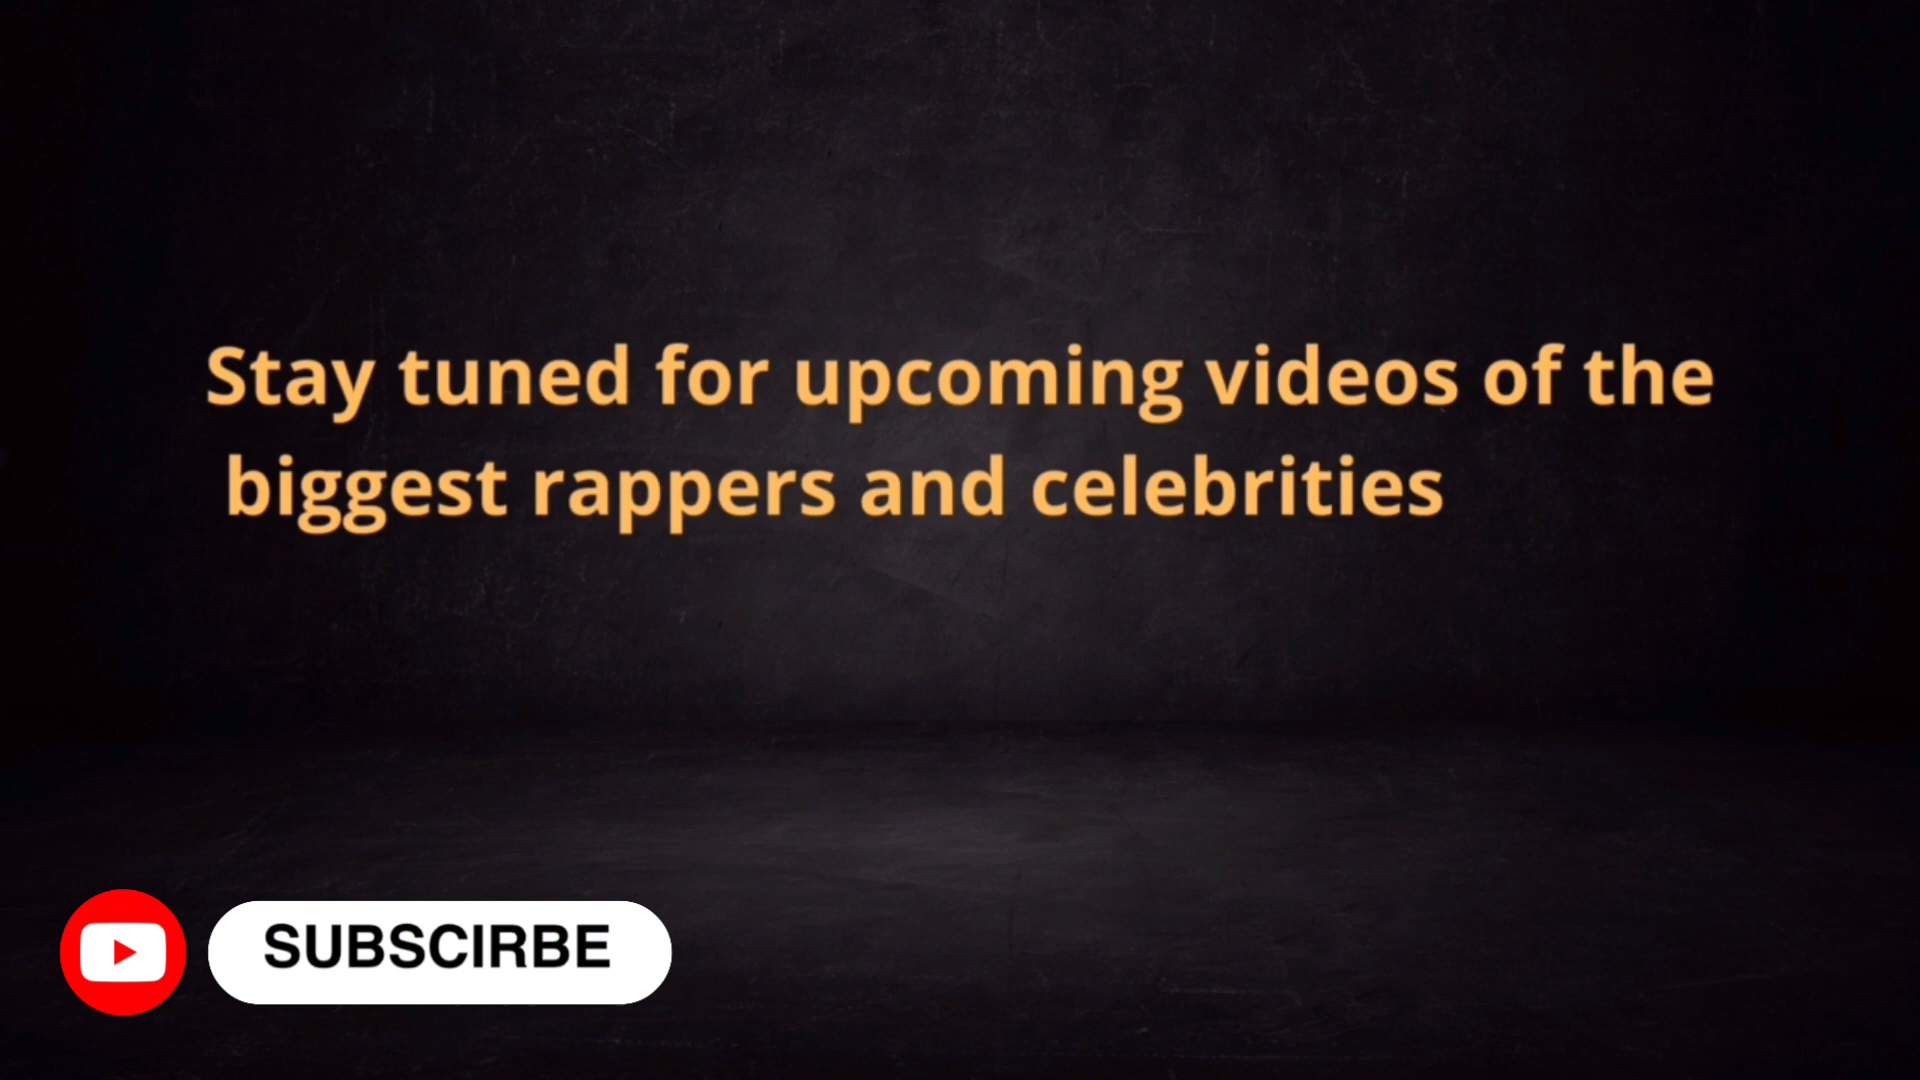 Stay tuned for upcoming videos of the
biggest rappers and celebrities
SUBSCIRBE